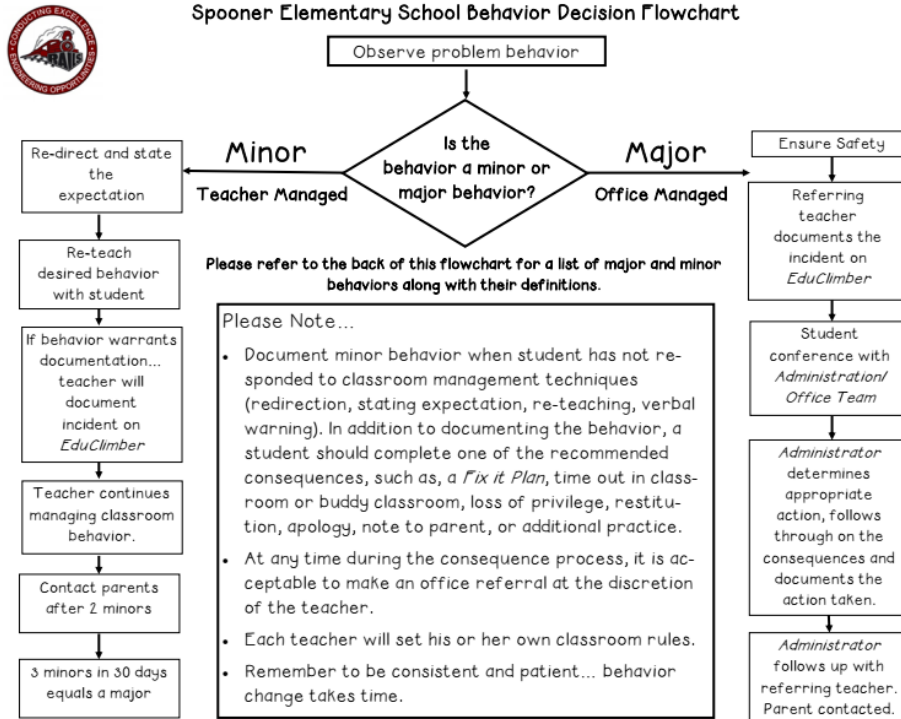 Spooner Elementary School Behavior Decision Flowchart
CONDUCTING EXCELLENCE
RAILS
ENGINEERING OPPORTUNITIES
Observe problem behavior
Is the
behavior a minor or
major behavior?
Minor
Teacher Managed
Major
Office Managed
Re-direct and state
the
expectation
Re-teach
desired behavior
with student
If behavior warrants
documentation...
teacher will
document
incident on
EduClimber
Teacher continues
managing classroom
behavior.
Contact parents
after 2 minors
3 minors in 30 days
equals a major
Please refer to the back of this flowchart for a list of major and minor
behaviors along with their definitions.
Please Note...
• Document minor behavior when student has not re-
sponded to classroom management techniques
(redirection, stating expectation, re-teaching, verbal
warning). In addition to documenting the behavior, a
student should complete one of the recommended
consequences, such as, a Fix it Plan, time out in class-
room or buddy classroom, loss of privilege, restitu-
tion, apology, note to parent, or additional practice.
• At any time during the consequence process, it is ac-
ceptable to make an office referral at the discretion
of the teacher.
• Each teacher will set his or her own classroom rules.
• Remember to be consistent and patient... behavior
change takes time.
Ensure Safety
Referring
teacher
documents the
incident on
EduClimber
Student
conference with
Administration/
Office Team
Administrator
determines
appropriate
action, follows
through on the
consequences and
documents the
action taken.
Administrator
follows up with
referring teacher.
Parent contacted.